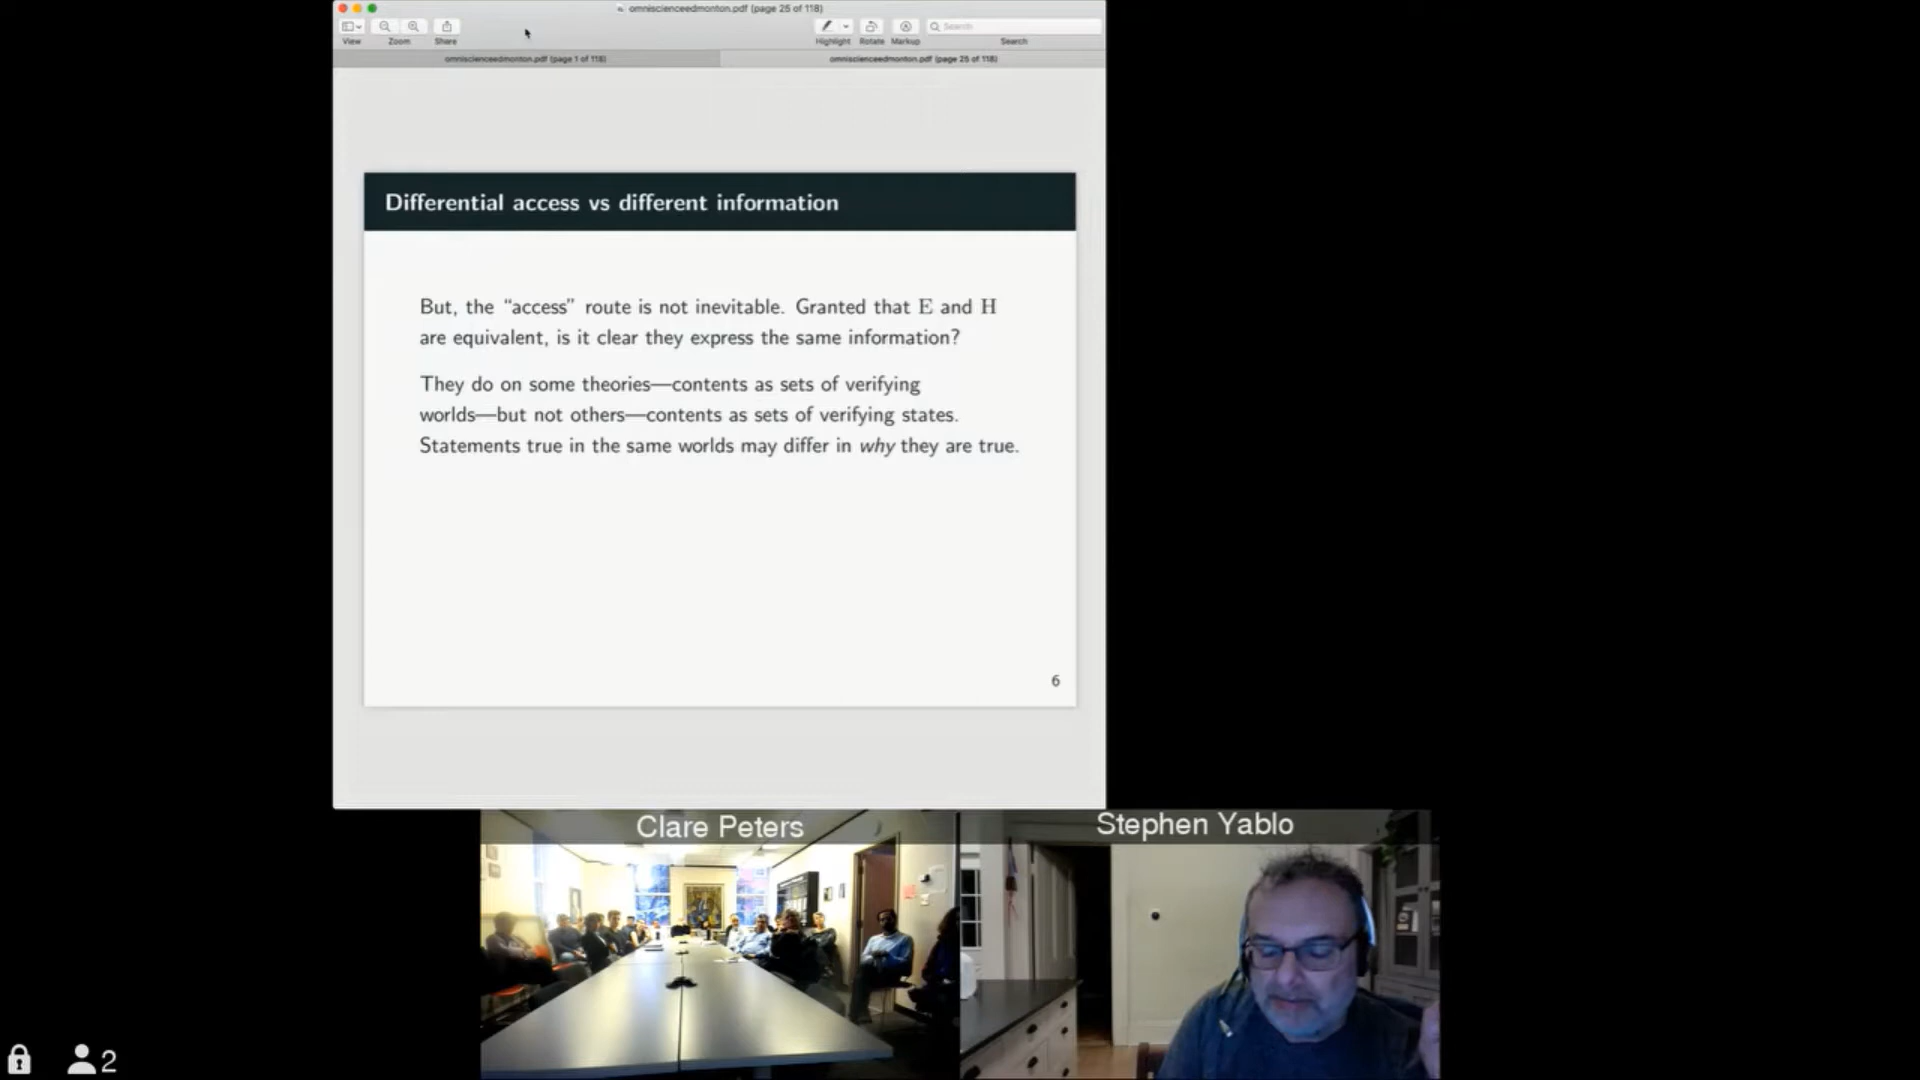 omniscienceedmonton.pdf (page 25 of 118)
View
Zoom
Share
Highlight
Rotate
Markup
Search
Search
omniscienceedmonton.pdf (page 1 of 118)
omniscienceedmonton.pdf (page 25 of 118)
Differential access vs different information
But, the “access” route is not inevitable. Granted that E and H
are equivalent, is it clear they express the same information?
They do on some theories—contents as sets of verifying
worlds—but not others—contents as sets of verifying states.
Statements true in the same worlds may differ in why they are true.
6
Clare Peters
Stephen Yablo
2